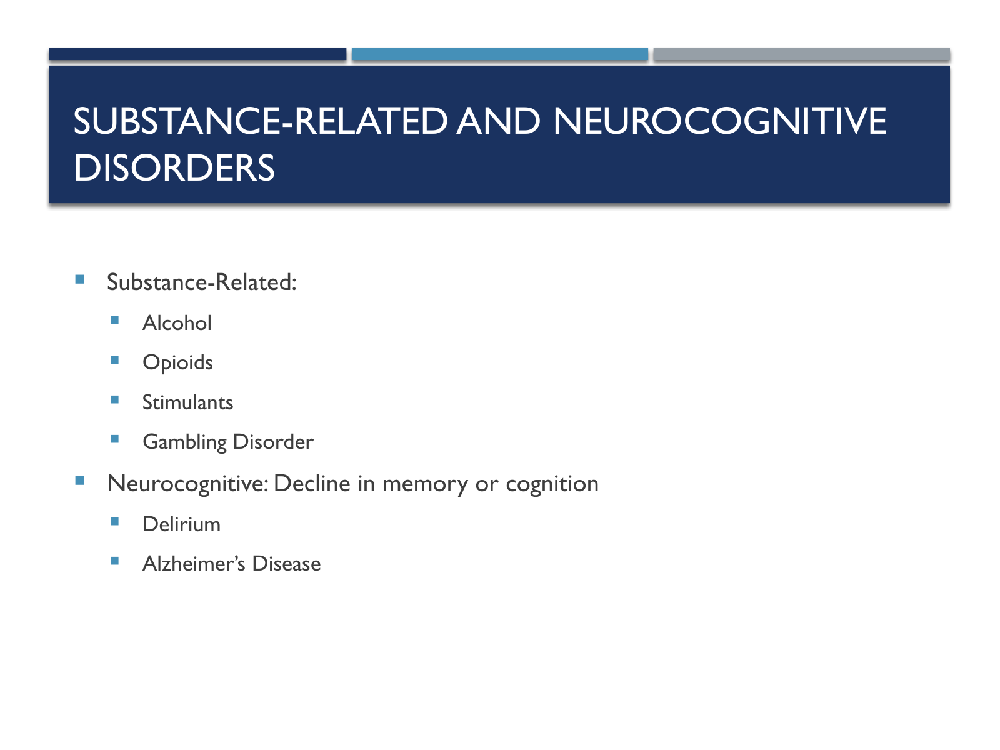 SUBSTANCE-RELATED AND NEUROCOGNITIVE
DISORDERS
Substance-Related:
Alcohol
Opioids
Stimulants
Gambling Disorder
Neurocognitive: Decline in memory or cognition
Delirium
Alzheimer’s Disease